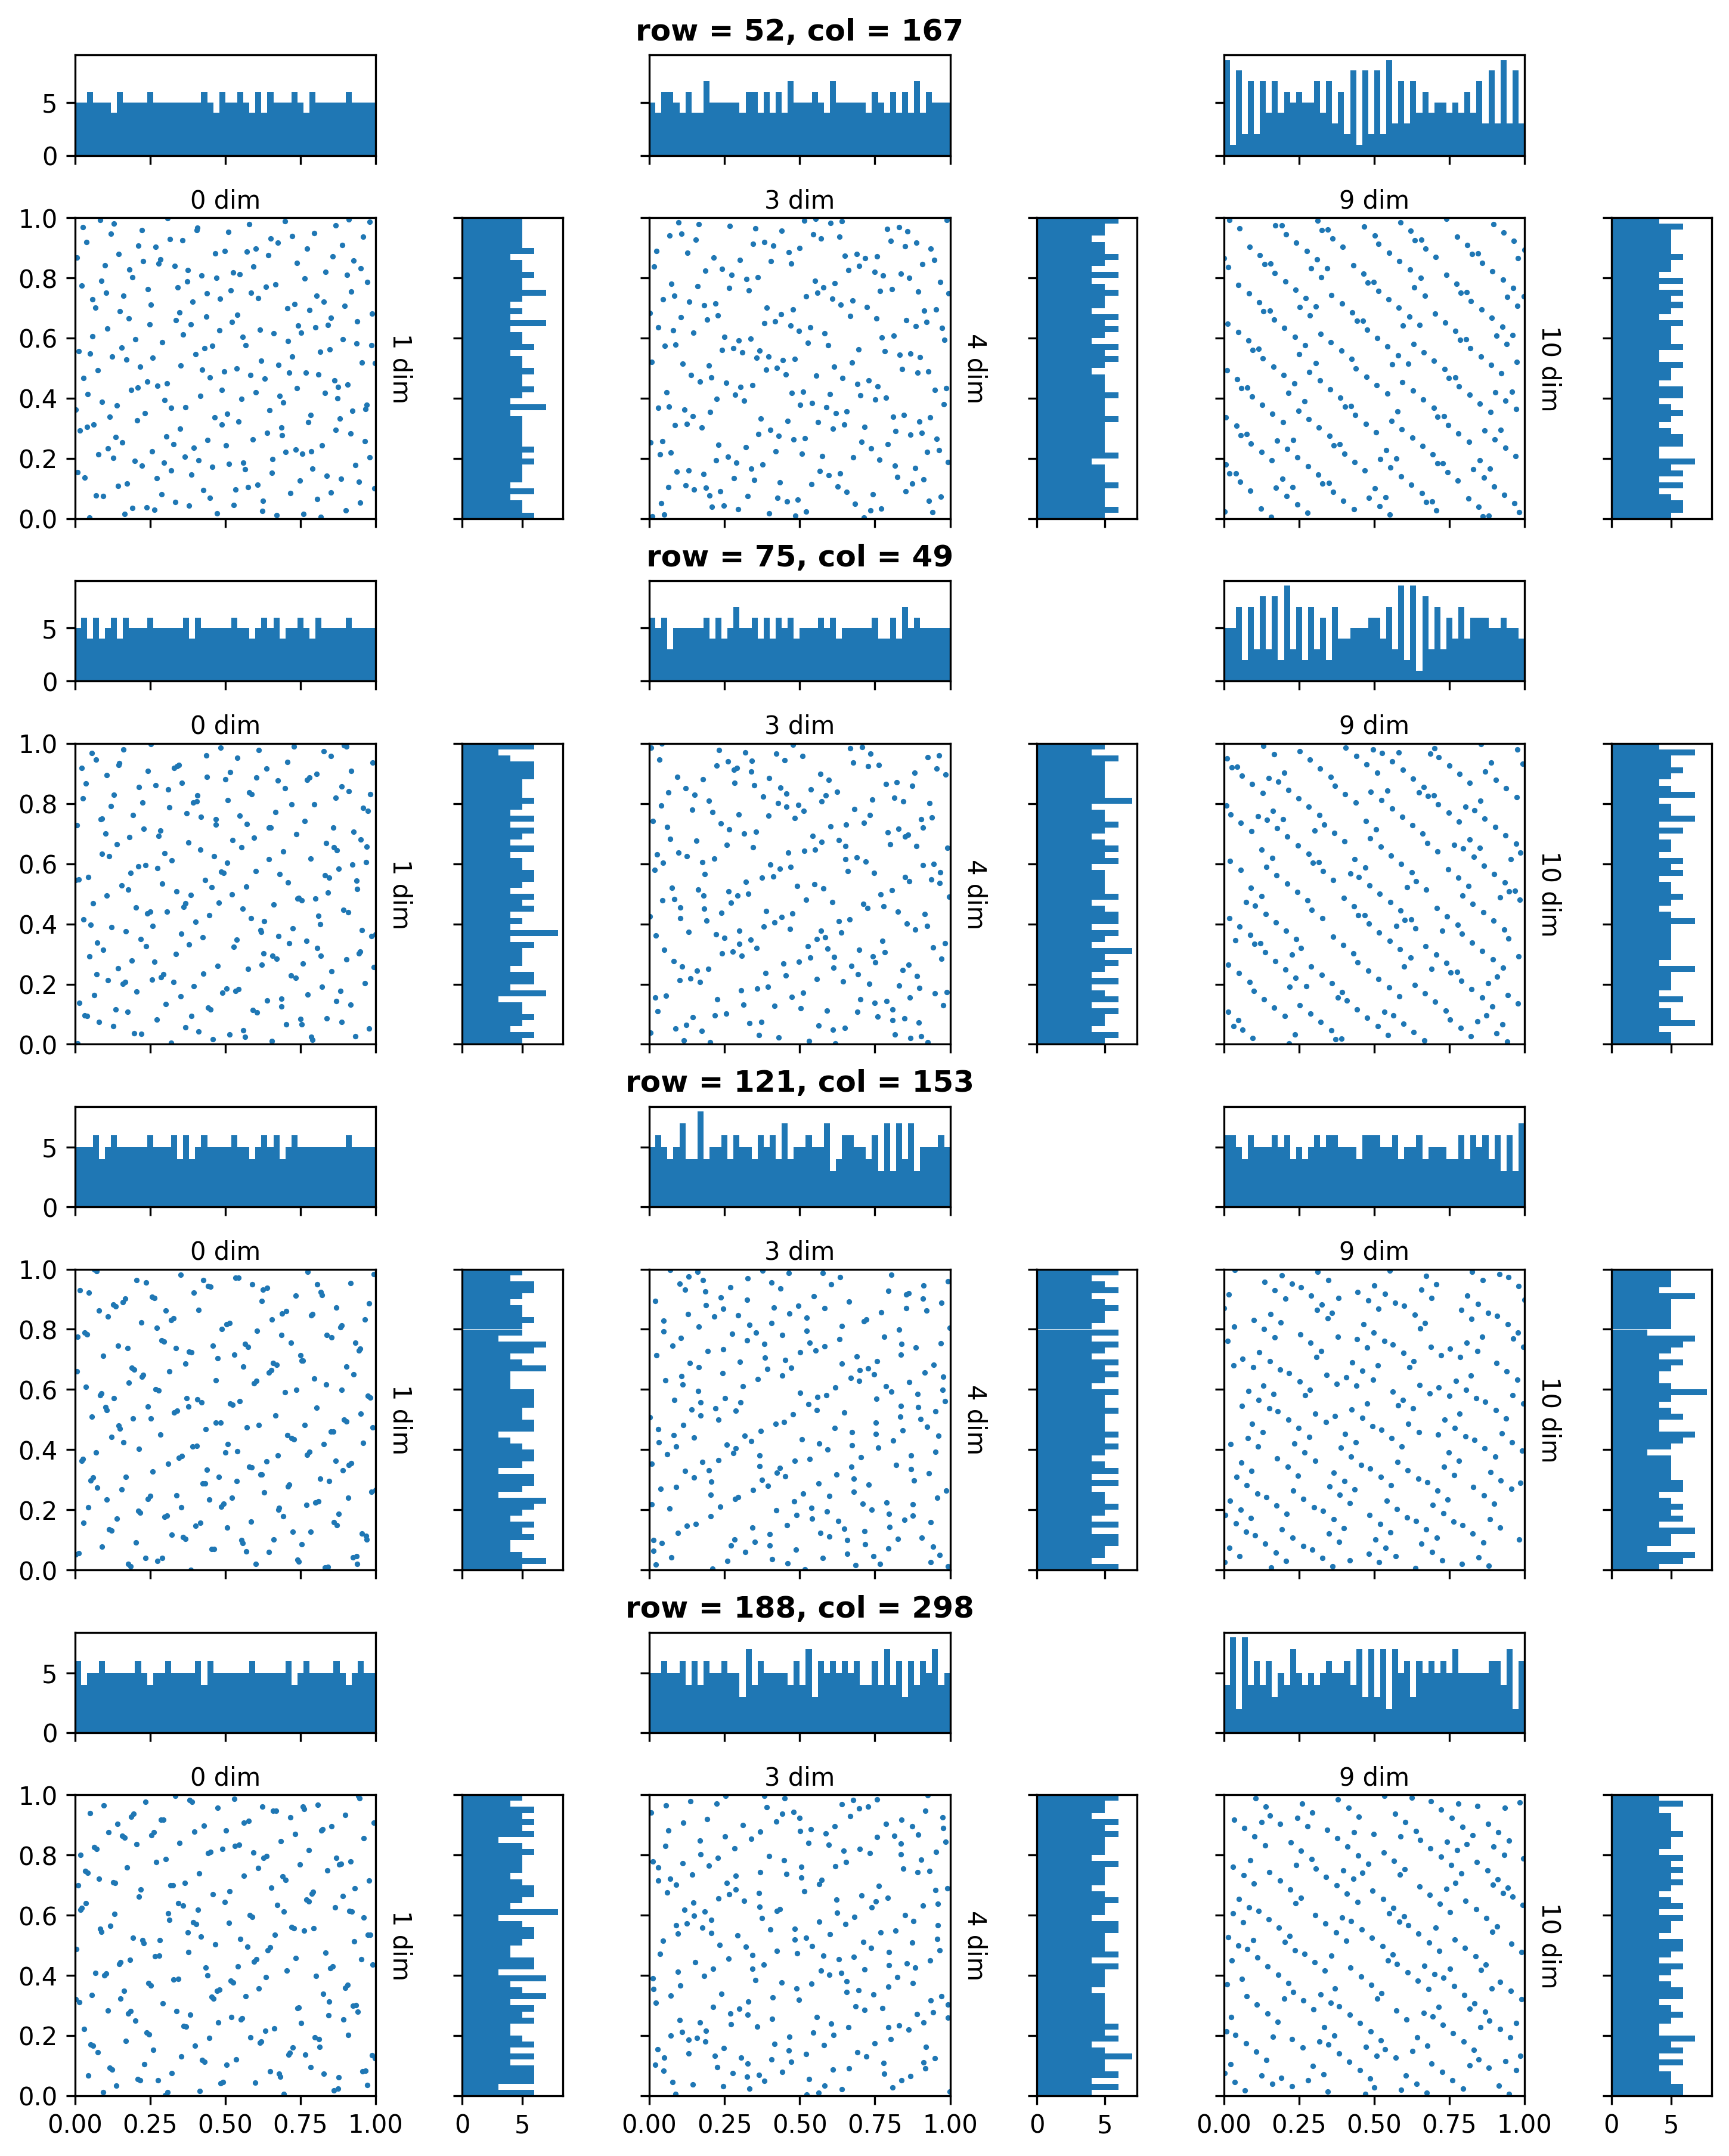 row = 52, col = 167
5
0
0 dim
3 dim
9 dim
1.0
0.8
0.6
0.4
0.2
0.0
1 dim
4 dim
10 dim
row = 75, col = 49
5
0
0 dim
3 dim
9 dim
1.0
0.8
0.6
0.4
0.2
0.0
1 dim
4 dim
10 dim
row = 121, col = 153
5
0
0 dim
3 dim
9 dim
1.0
0.8
0.6
0.4
0.2
0.0
1 dim
4 dim
10 dim
row = 188, col = 298
5
0
0 dim
3 dim
9 dim
1.0
0.8
0.6
0.4
0.2
0.0
1 dim
4 dim
10 dim
0.00 0.25 0.50 0.75 1.00 0 5 0.00 0.25 0.50 0.75 1.00 0 5 0.00 0.25 0.50 0.75 1.00 0 5